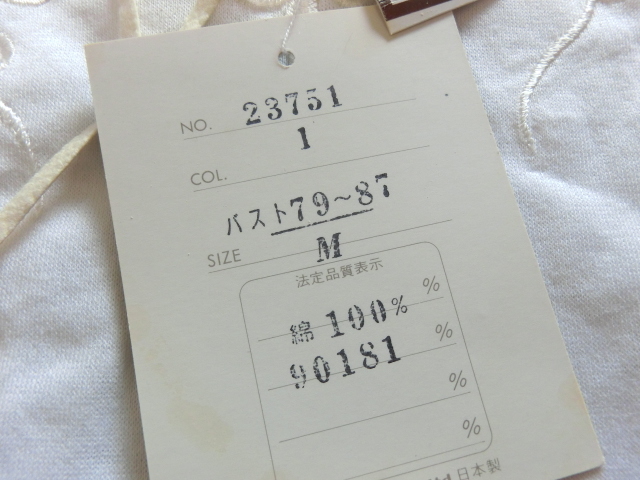 NO. 23751
COL. 1
バスト79~87
SIZE M
法定品質表示
%
綿 100%
%
90181
%
%
日本製